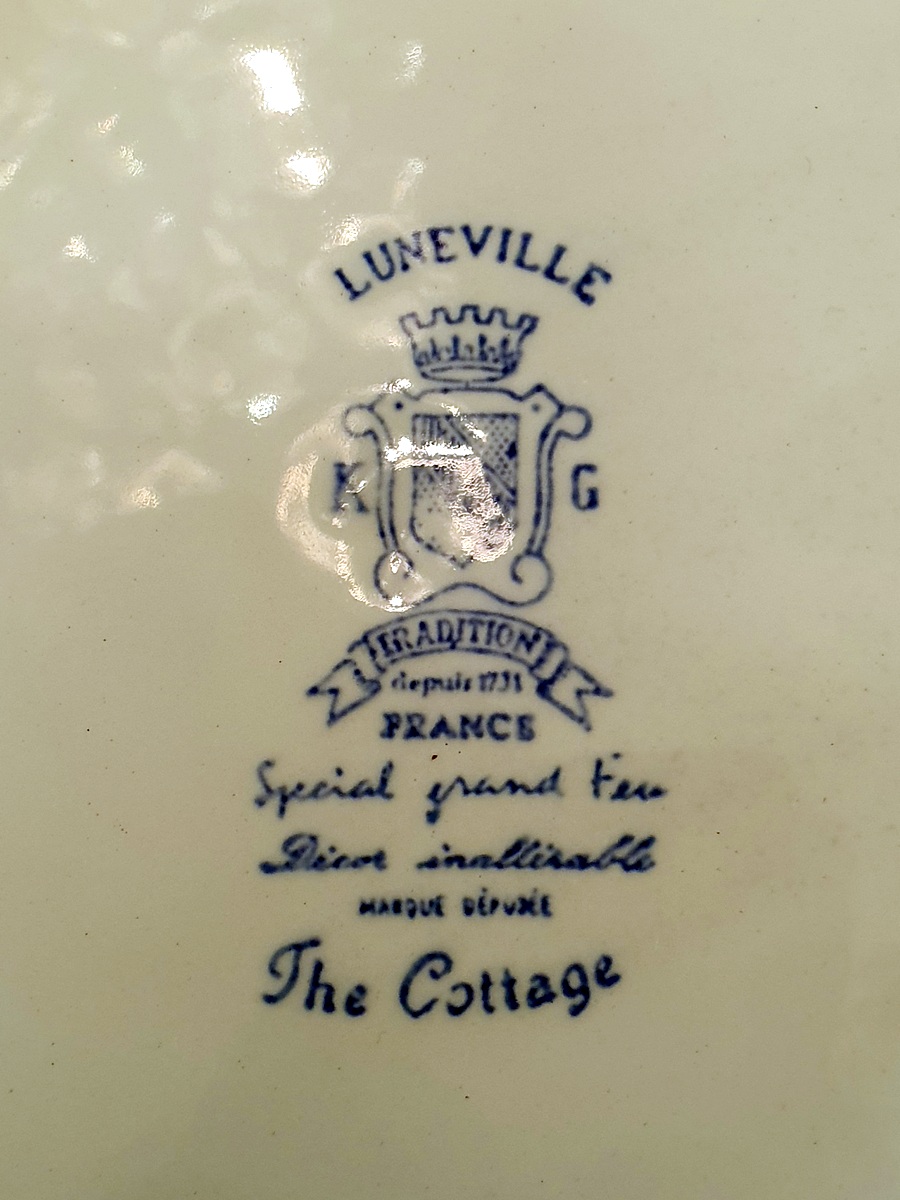 LUNEVILLE
K G
TRADITION
depuis 1731
FRANCE
Special grand Feu
Décor inaltérable
MARQUE DÉPOSÉE
The Cottage